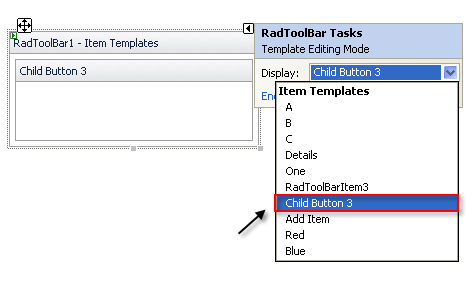 RadToolBar1 - Item Templates
Child Button 3
RadToolBar Tasks
Template Editing Mode
Display: Child Button 3
Item Templates
A
B
C
Details
One
RadToolBarItem3
Child Button 3
Add Item
Red
Blue